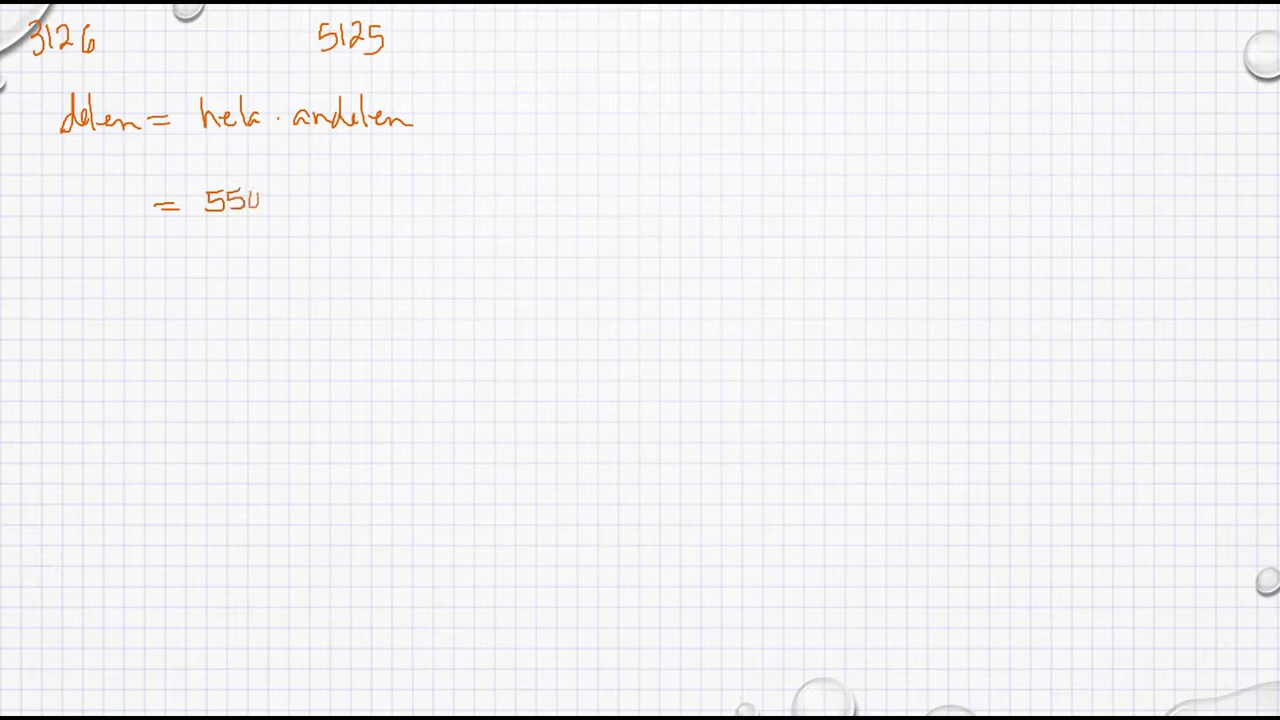 3126 5125
delen = hela · andelen
= 550